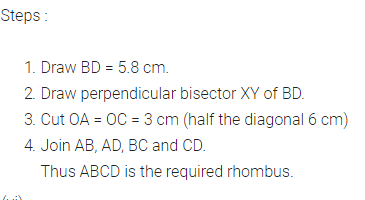 Steps :
1. Draw BD = 5.8 cm.
2. Draw perpendicular bisector XY of BD.
3. Cut OA = OC = 3 cm (half the diagonal 6 cm)
4. Join AB, AD, BC and CD.
Thus ABCD is the required rhombus.